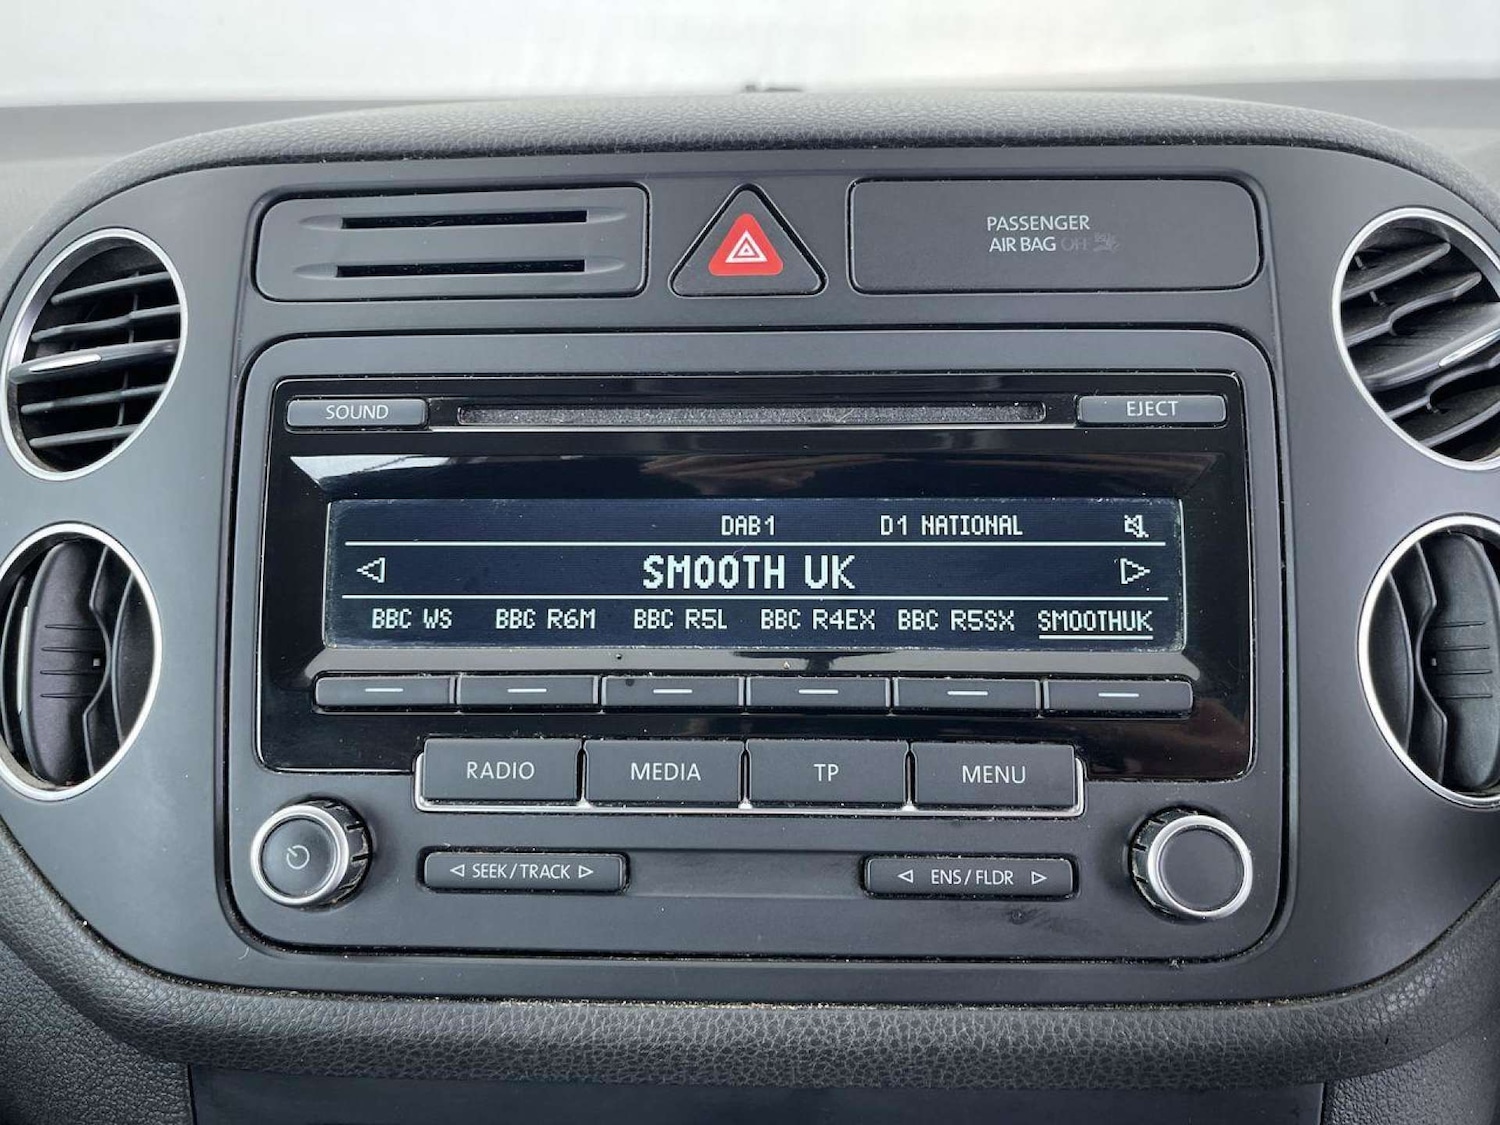 PASSENGER
AIR BAG OFF
SOUND
EJECT
DAB1 D1 NATIONAL
SMOOTH UK
BBC WS BBC R6M BBC R5L BBC R4EX BBC R5SX SMOOTHUK
RADIO MEDIA TP MENU
SEEK/TRACK ENS/FLDR